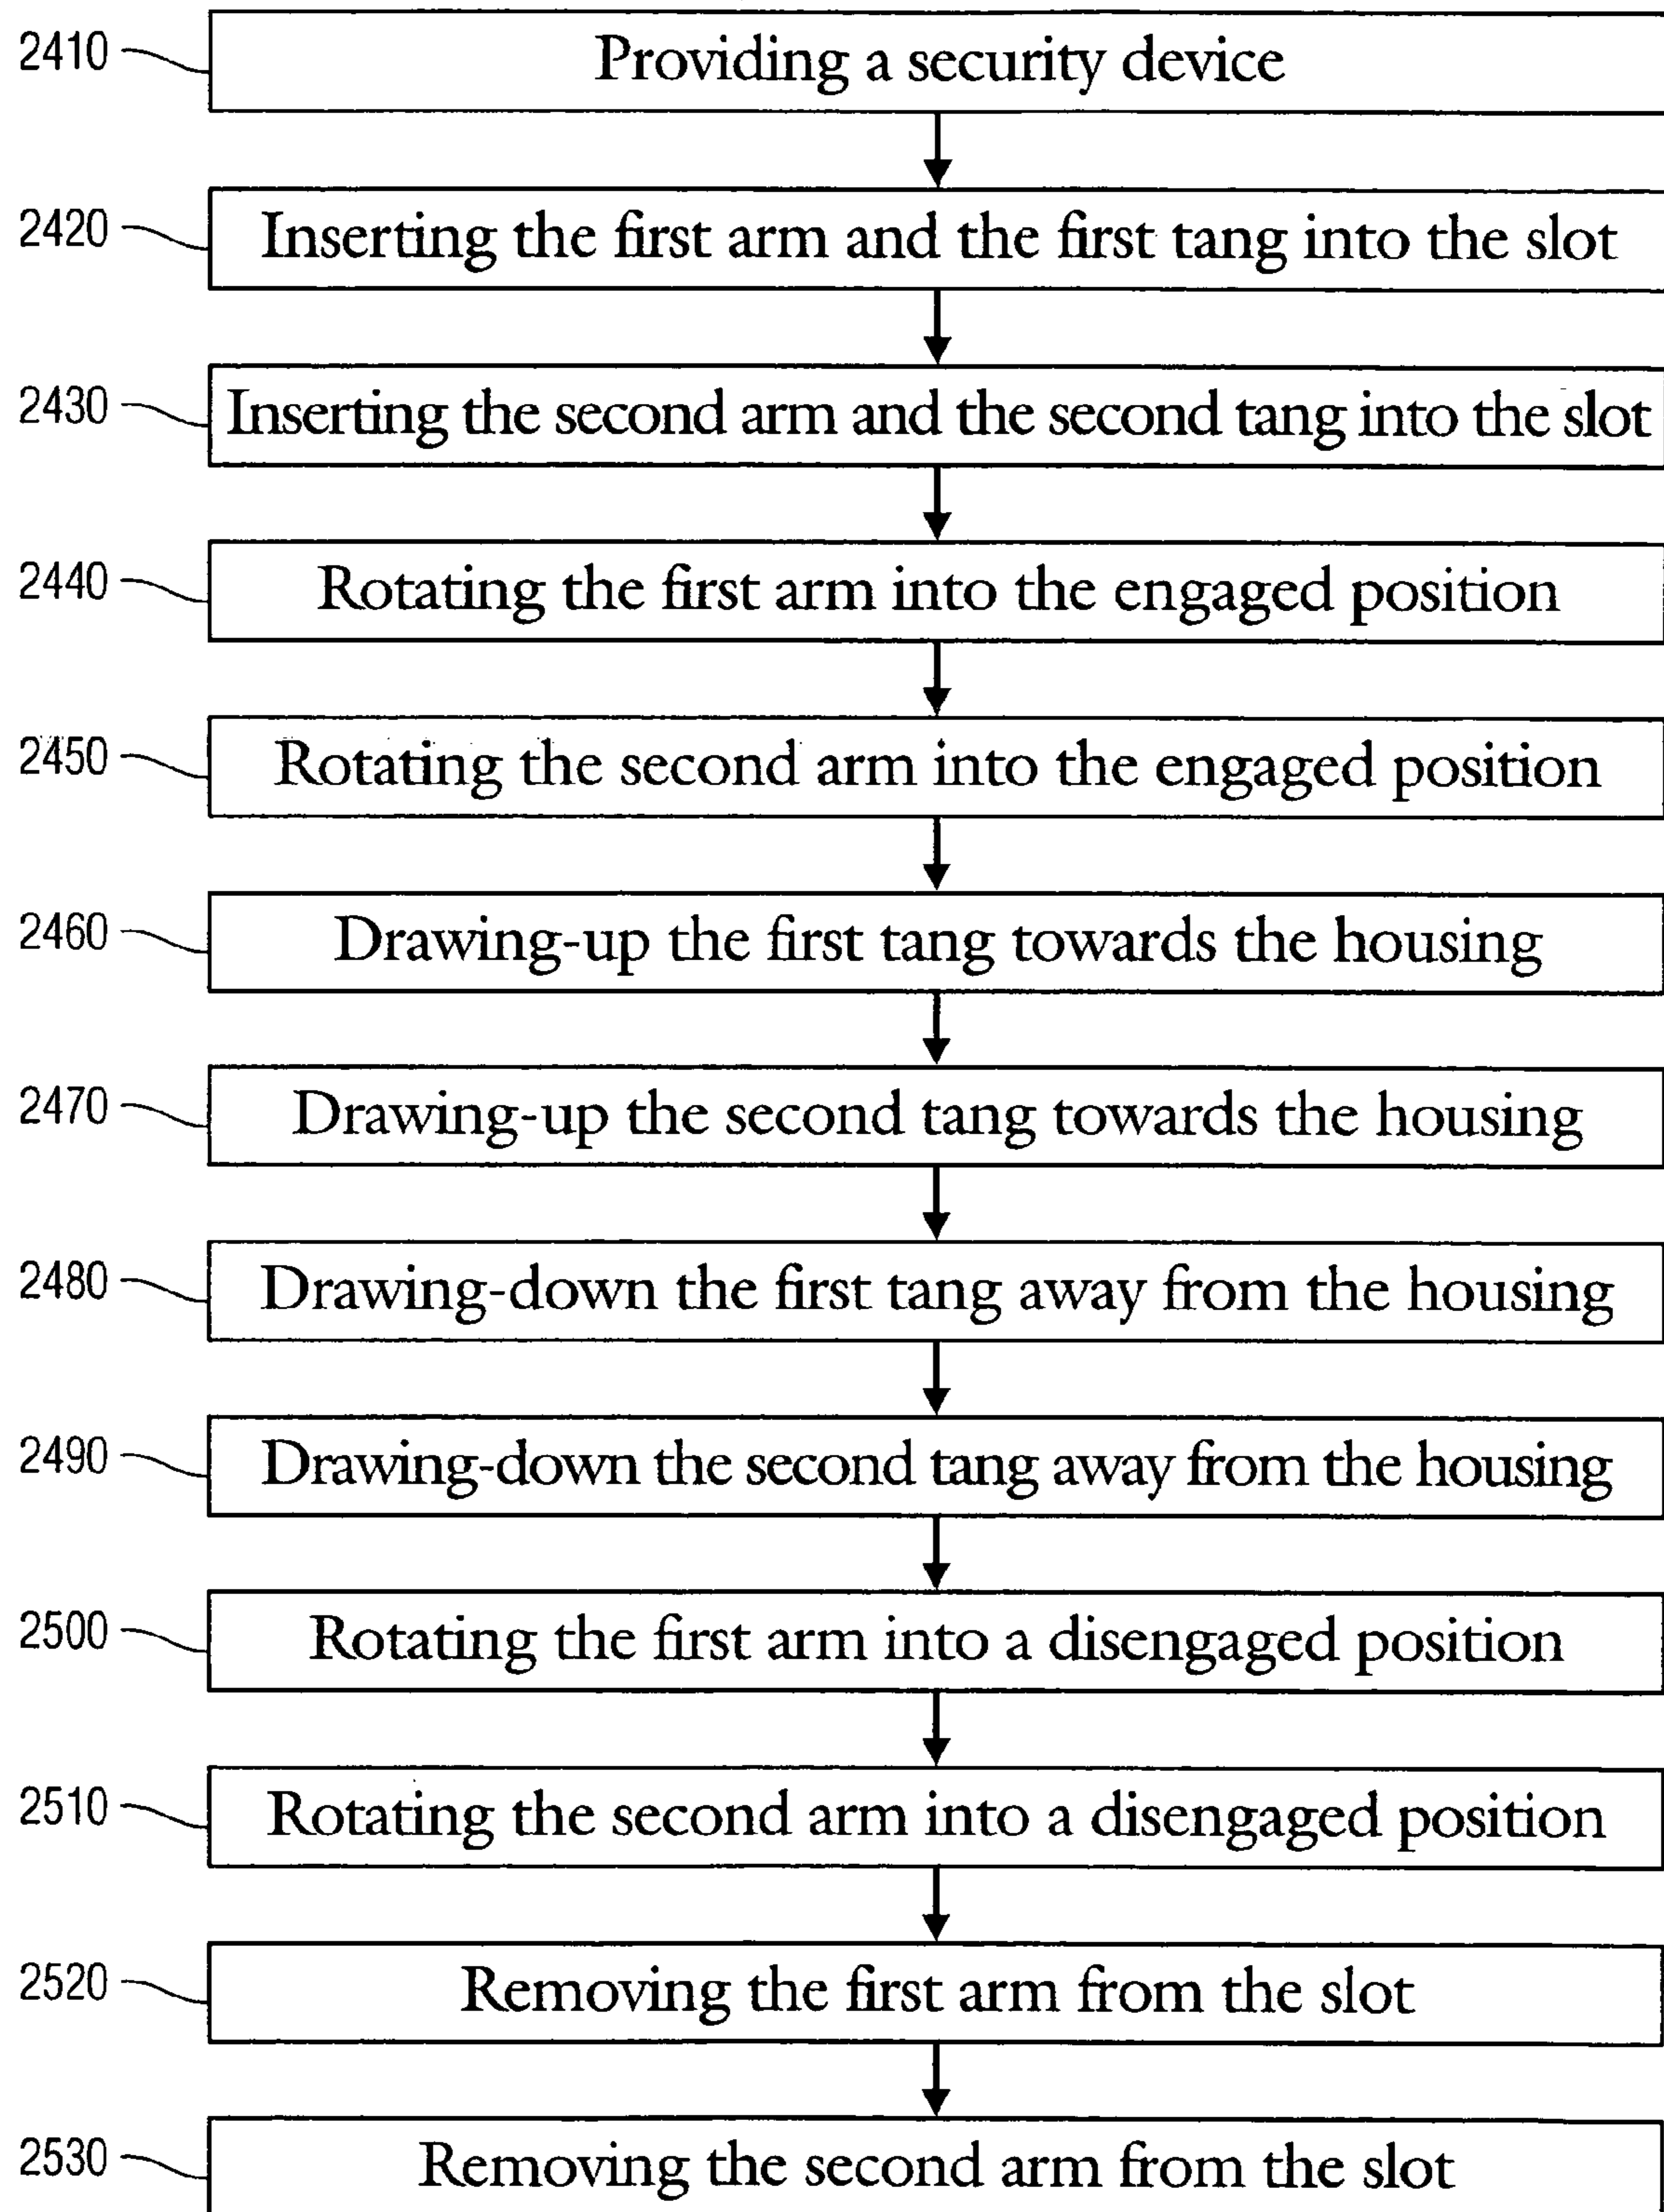 2410 Providing a security device
2420 Inserting the first arm and the first tang into the slot
2430 Inserting the second arm and the second tang into the slot
2440 Rotating the first arm into the engaged position
2450 Rotating the second arm into the engaged position
2460 Drawing-up the first tang towards the housing
2470 Drawing-up the second tang towards the housing
2480 Drawing-down the first tang away from the housing
2490 Drawing-down the second tang away from the housing
2500 Rotating the first arm into a disengaged position
2510 Rotating the second arm into a disengaged position
2520 Removing the first arm from the slot
2530 Removing the second arm from the slot